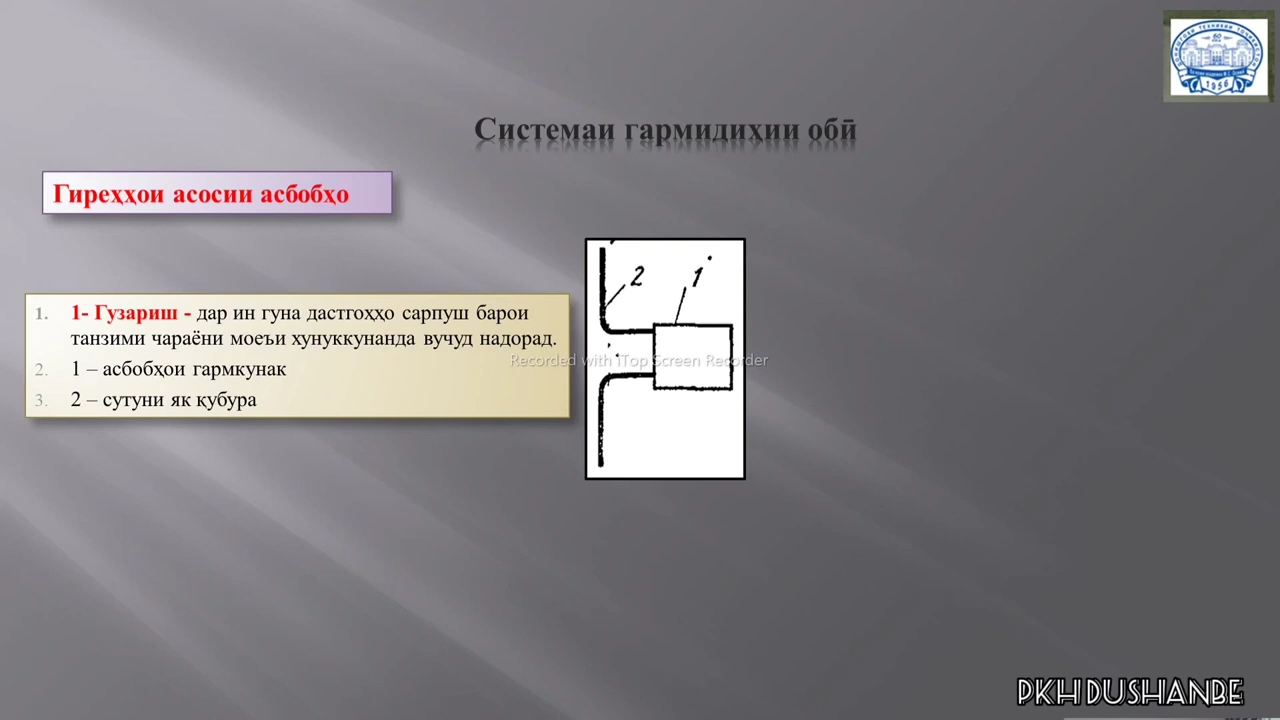 Системаи гармидихии обӣ
Гиреҳҳои асосии асбобҳо
1. 1- Гузариш - дар ин гуна дастгоҳҳо сарпуш барои
танзими чараёни моеъи хунуккунанда вучуд надорад.
2. 1 – асбобҳои гармкунак
3. 2 – сутуни як қубура
2 1
Recorded with iTop Screen Recorder
1956
PKH DUSHANBE